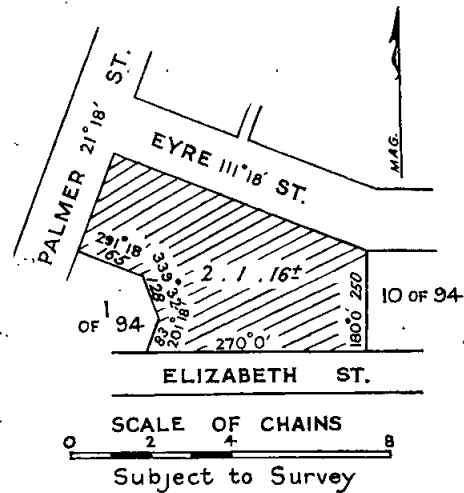 PALMER 21°18' ST.
EYRE 111°18' ST.
MAG.
291°18'
165
339°32'
128
201°18'
83
2 . 1 . 16±
180°0' 250
270°0'
1
OF 94
10 OF 94
ELIZABETH ST.
SCALE OF CHAINS
0 2 4 8
Subject to Survey